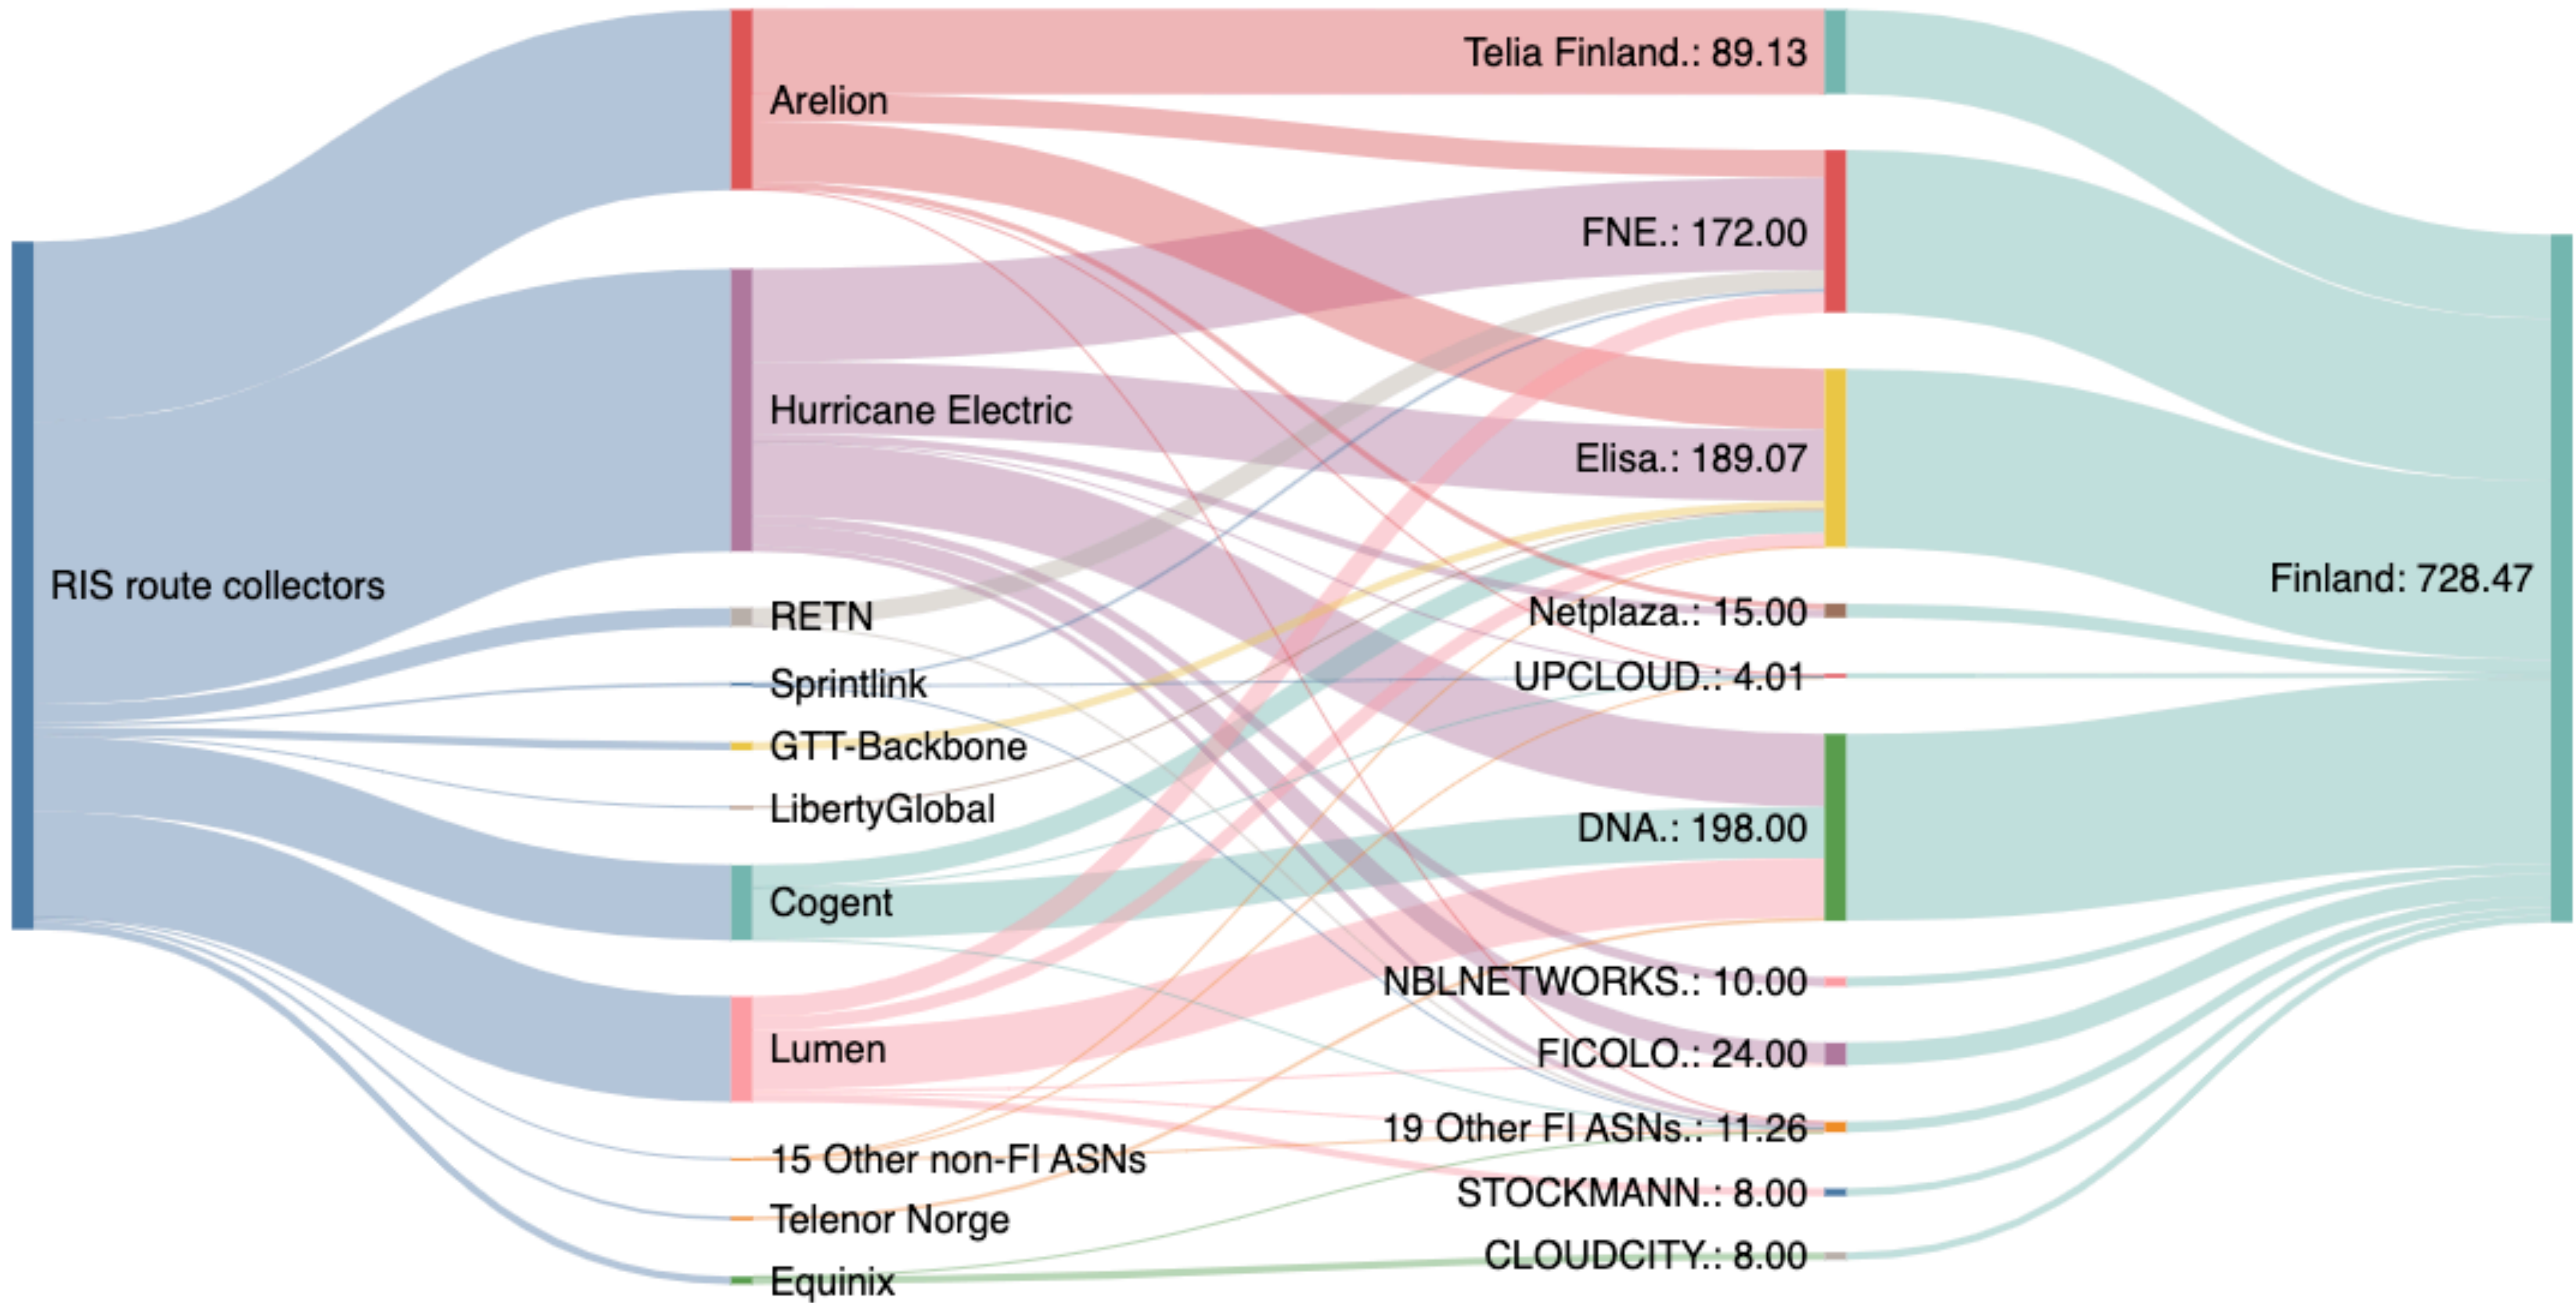 RIS route collectors
Arelion
Hurricane Electric
RETN
Sprintlink
GTT-Backbone
LibertyGlobal
Cogent
Lumen
15 Other non-FI ASNs
Telenor Norge
Equinix
Telia Finland.: 89.13
FNE.: 172.00
Elisa.: 189.07
Netplaza.: 15.00
UPCLOUD.: 4.01
DNA.: 198.00
NBLNETWORKS.: 10.00
FICOLO.: 24.00
19 Other FI ASNs.: 11.26
STOCKMANN.: 8.00
CLOUDCITY.: 8.00
Finland: 728.47